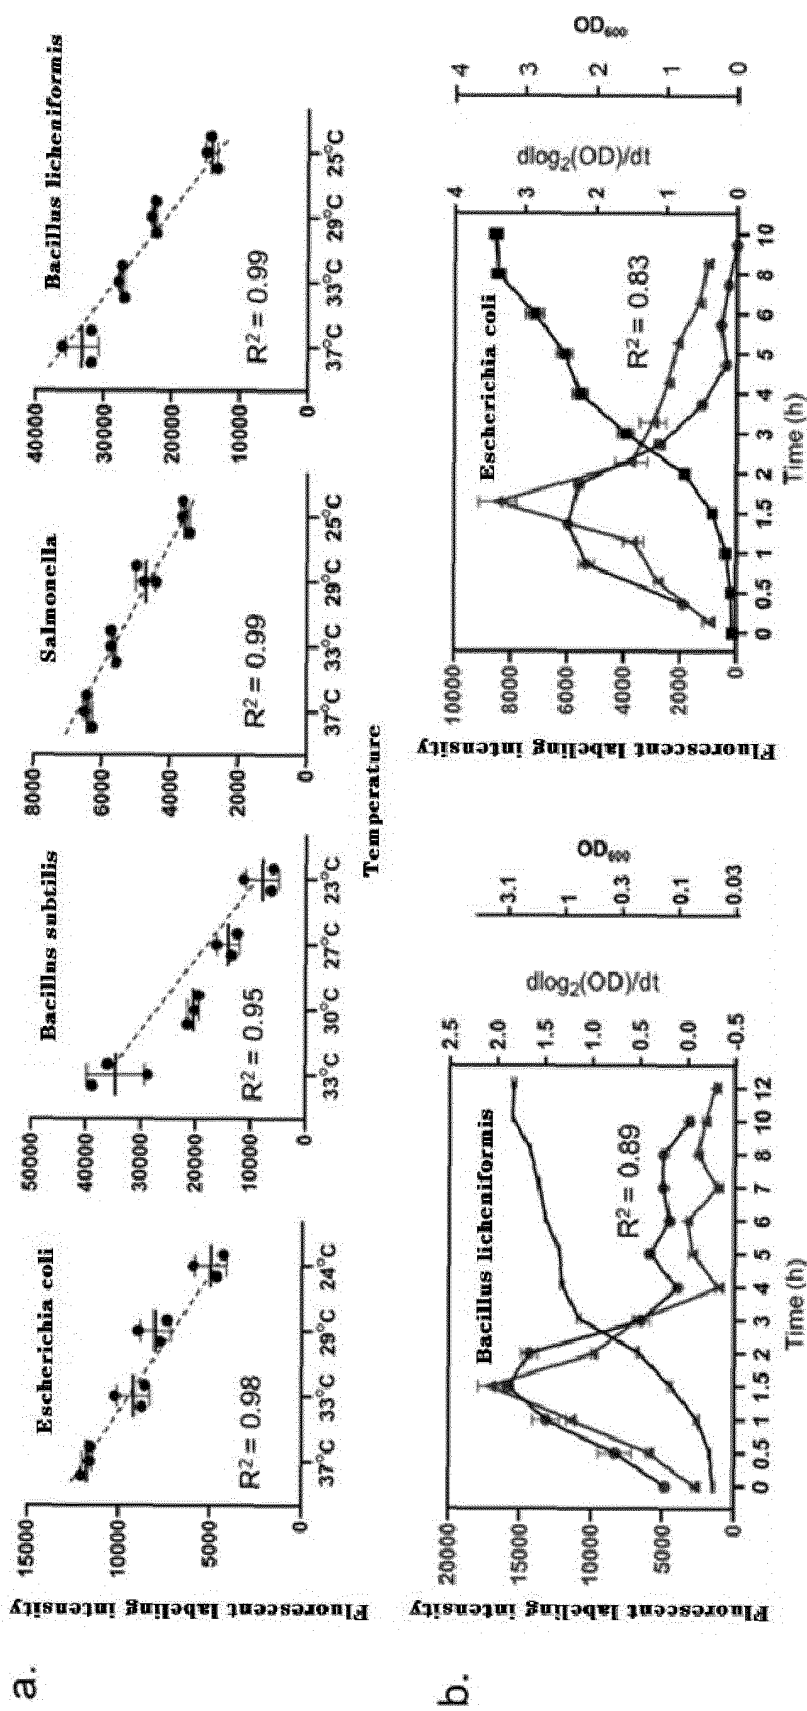 a.
Fluorescent labeling intensity
15000
10000
5000
0
Escherichia coli
R² = 0.98
37°C 33°C 29°C 24°C
50000
40000
30000
20000
10000
0
Bacillus subtilis
R² = 0.95
33°C 30°C 27°C 23°C
8000
6000
4000
2000
0
Salmonella
R² = 0.99
37°C 33°C 29°C 25°C
40000
30000
20000
10000
0
Bacillus licheniformis
R² = 0.99
37°C 33°C 29°C 25°C
Temperature
b.
Fluorescent labeling intensity
20000
15000
10000
5000
0
Bacillus licheniformis
R² = 0.89
0 0.5 1 1.5 2 3 4 5 6 7 8 10 12
Time (h)
2.5
2.0
1.5
1.0
0.5
0.0
-0.5
dlog₂(OD)/dt
3.1
1
0.3
0.1
0.03
OD₆₀₀
Fluorescent labeling intensity
10000
8000
6000
4000
2000
0
Escherichia coli
R² = 0.83
0 0.5 1 1.5 2 3 4 5 6 8 10
Time (h)
4
3
2
1
0
dlog₂(OD)/dt
4
3
2
1
0
OD₆₀₀